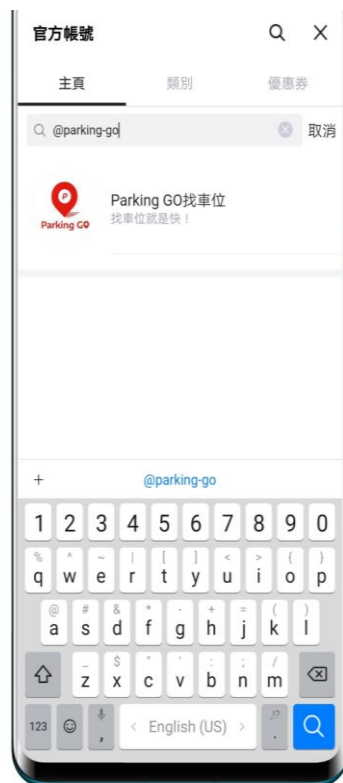 官方帳號
主頁 類別 優惠券
@parking-go 取消
P
Parking GO
Parking GO找車位
找車位就是快！
+ @parking-go
1 2 3 4 5 6 7 8 9 0
% ^ ~ | [ ] < > { }
q w e r t y u i o p
@ # & * - + = ( )
a s d f g h j k l
_ $ " ' : ; /
z x c v b n m
123 , < English (US) > .
,!?